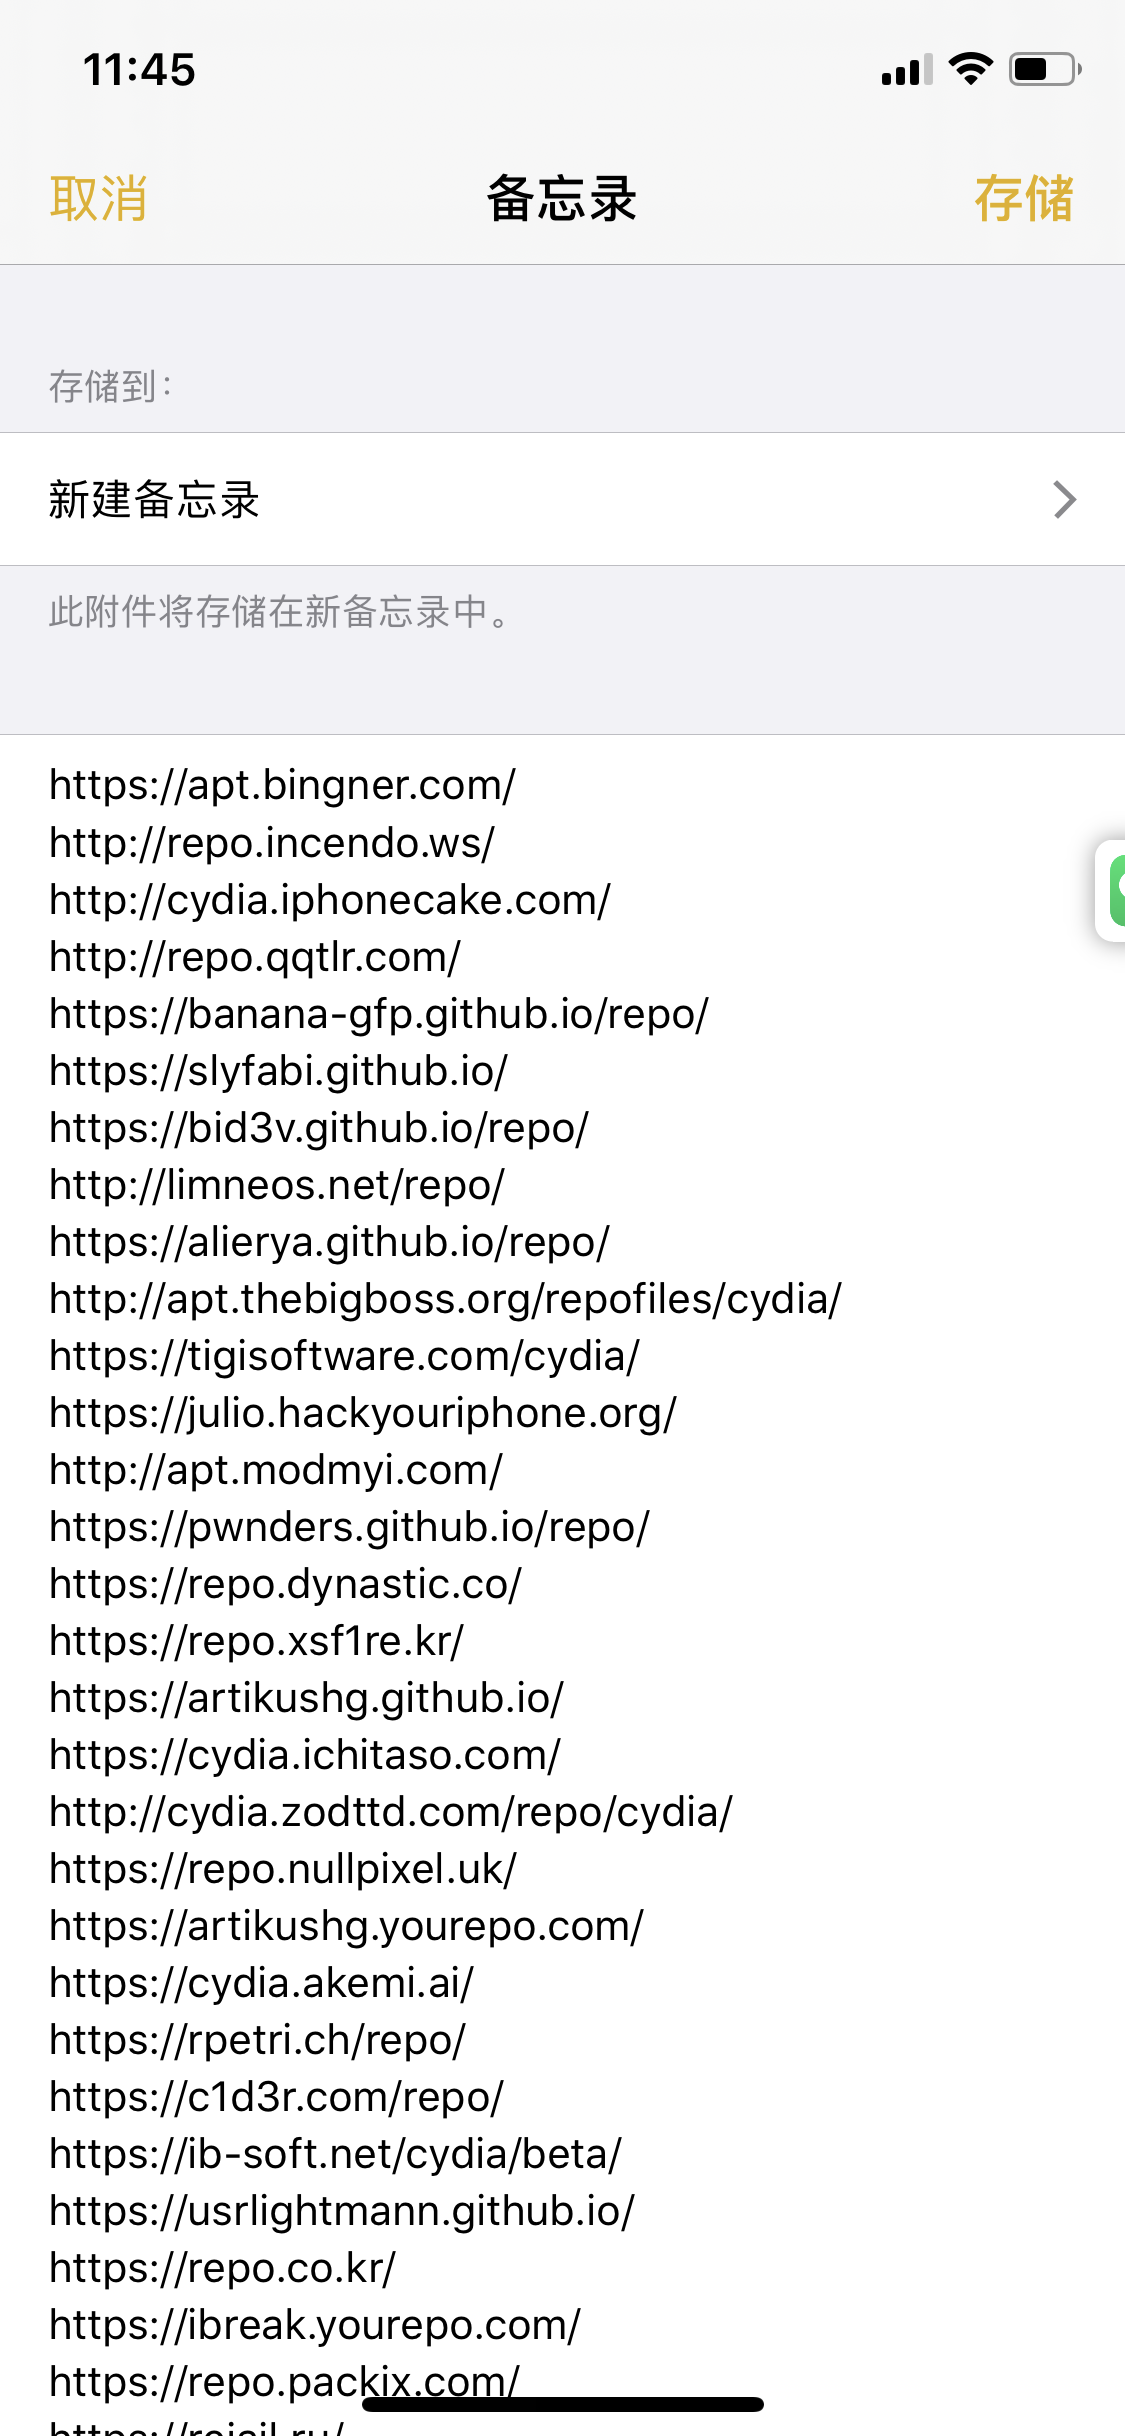 11:45
取消
备忘录
存储
存储到：
新建备忘录
此附件将存储在新备忘录中。
https://apt.bingner.com/
http://repo.incendo.ws/
http://cydia.iphonecake.com/
http://repo.qqtlr.com/
https://banana-gfp.github.io/repo/
https://slyfabi.github.io/
https://bid3v.github.io/repo/
http://limneos.net/repo/
https://alierya.github.io/repo/
http://apt.thebigboss.org/repofiles/cydia/
https://tigisoftware.com/cydia/
https://julio.hackyouriphone.org/
http://apt.modmyi.com/
https://pwnders.github.io/repo/
https://repo.dynastic.co/
https://repo.xsf1re.kr/
https://artikushg.github.io/
https://cydia.ichitaso.com/
http://cydia.zodttd.com/repo/cydia/
https://repo.nullpixel.uk/
https://artikushg.yourepo.com/
https://cydia.akemi.ai/
https://rpetri.ch/repo/
https://c1d3r.com/repo/
https://ib-soft.net/cydia/beta/
https://usrlightmann.github.io/
https://repo.co.kr/
https://ibreak.yourepo.com/
https://repo.packix.com/